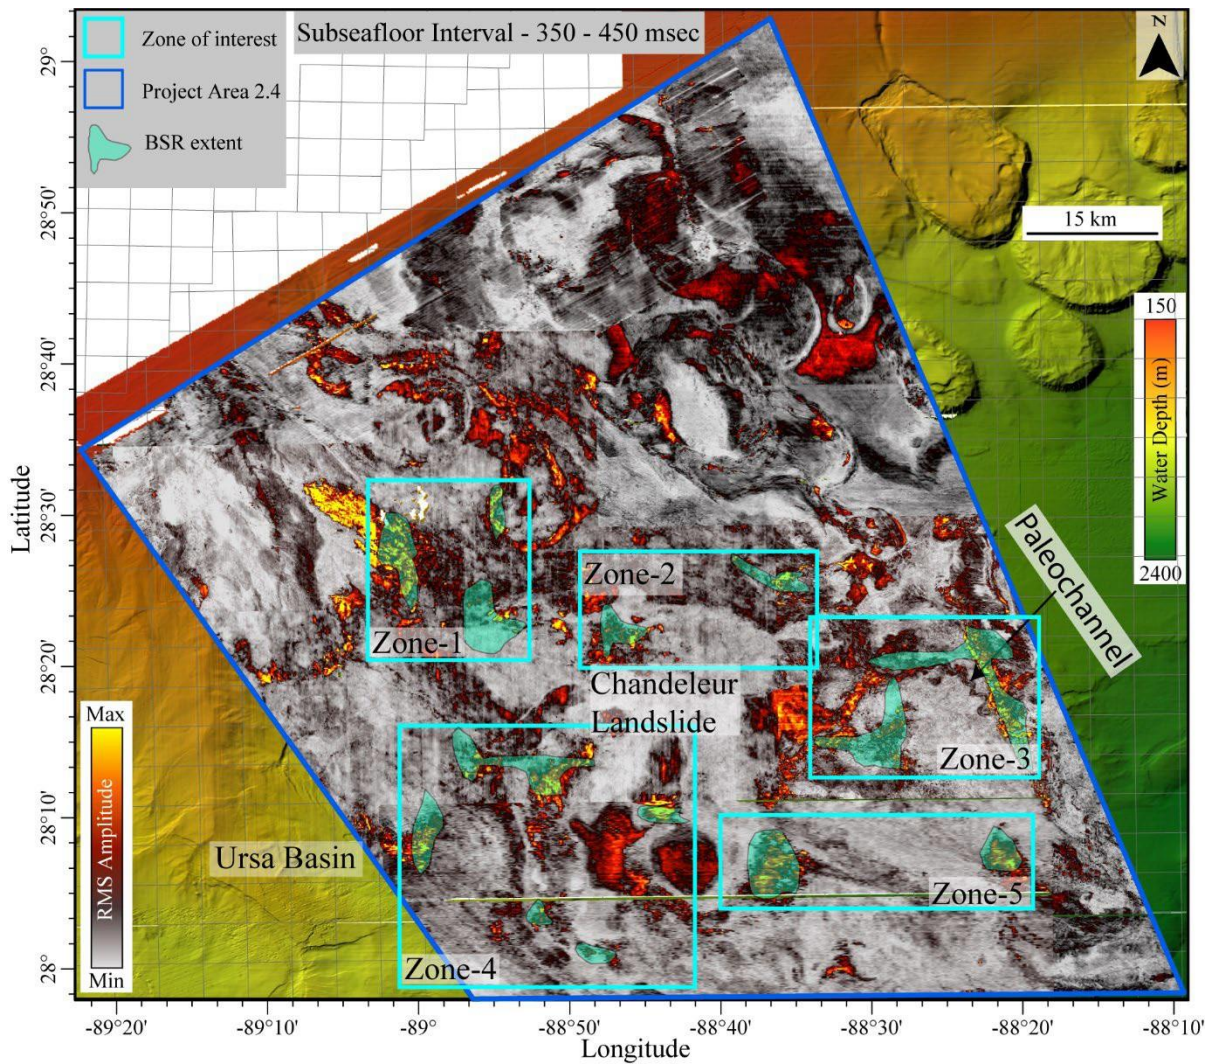 Zone of interest
Project Area 2.4
BSR extent
Subseafloor Interval - 350 - 450 msec
N
15 km
150
Water Depth (m)
2400
29°
28°50'
28°40'
28°30'
28°20'
28°10'
28°
Latitude
Paleochannel
Zone-1
Zone-2
Chandeleur
Landslide
Zone-3
Max
RMS Amplitude
Min
Ursa Basin
Zone-4
Zone-5
-89°20'
-89°10'
-89°
-88°50'
-88°40'
-88°30'
-88°20'
-88°10'
Longitude